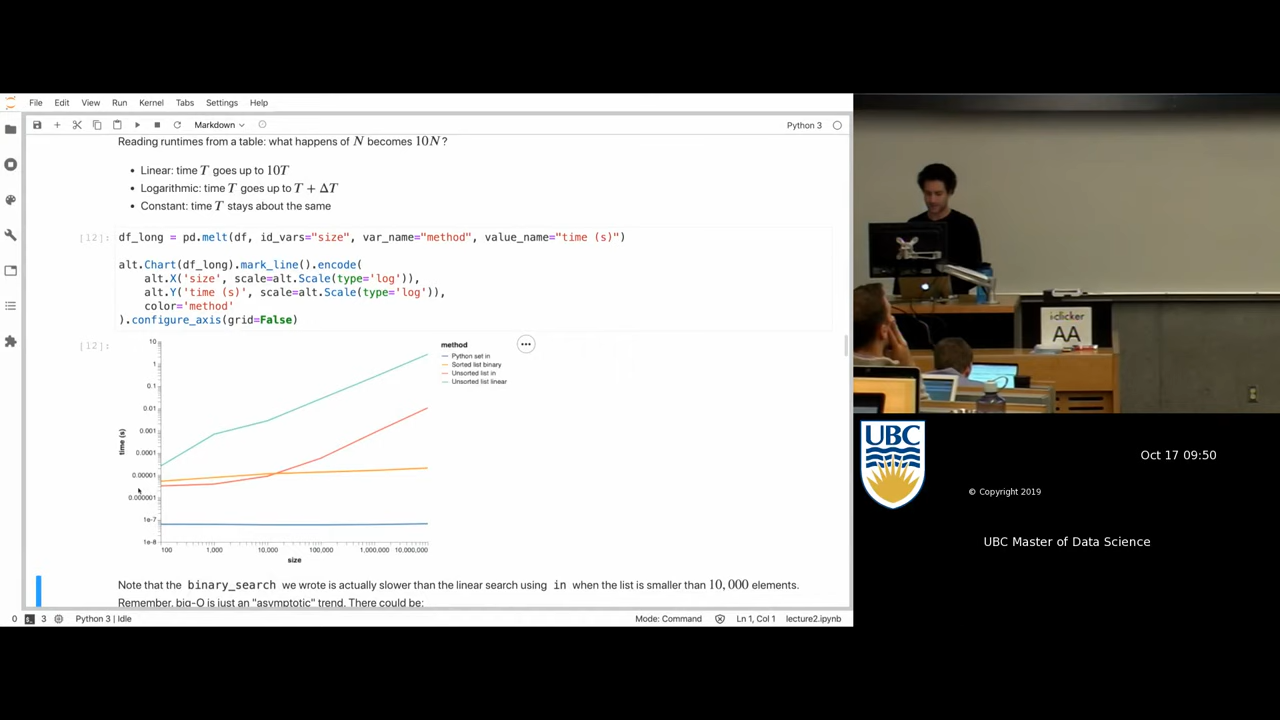 File Edit View Run Kernel Tabs Settings Help
Markdown
Python 3
Reading runtimes from a table: what happens of N becomes 10N?
• Linear: time T goes up to 10T
• Logarithmic: time T goes up to T + ΔT
• Constant: time T stays about the same
[12]: df_long = pd.melt(df, id_vars="size", var_name="method", value_name="time (s)")
alt.Chart(df_long).mark_line().encode(
alt.X('size', scale=alt.Scale(type='log')),
alt.Y('time (s)', scale=alt.Scale(type='log')),
color='method'
).configure_axis(grid=False)
[12]:
10
1
0.1
0.01
0.001
0.0001
0.00001
0.000001
1e-7
1e-8
time (s)
100 1,000 10,000 100,000 1,000,000 10,000,000
size
method
Python set in
Sorted list binary
Unsorted list in
Unsorted list linear
Note that the binary_search we wrote is actually slower than the linear search using in when the list is smaller than 10,000 elements.
Remember, big-O is just an "asymptotic" trend. There could be:
0 3 Python 3 | Idle
Mode: Command Ln 1, Col 1 lecture2.ipynb
i>clicker
AA
UBC
Oct 17 09:50
© Copyright 2019
UBC Master of Data Science